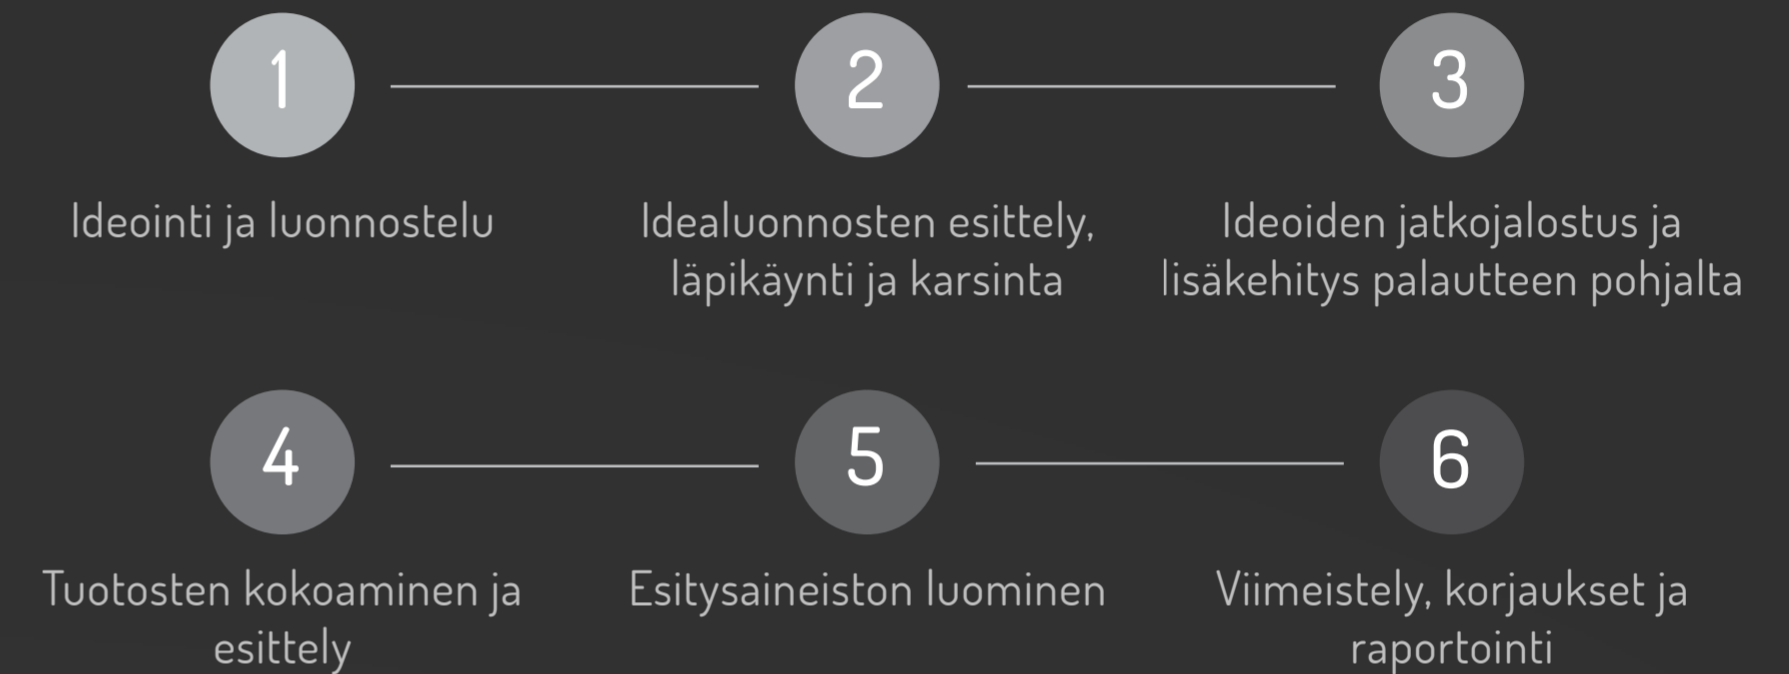 1
2
3
Ideointi ja luonnostelu
Idealuonnosten esittely,
läpikäynti ja karsinta
Ideoiden jatkojalostus ja
lisäkehitys palautteen pohjalta
4
5
6
Tuotosten kokoaminen ja
esittely
Esitysaineiston luominen
Viimeistely, korjaukset ja
raportointi